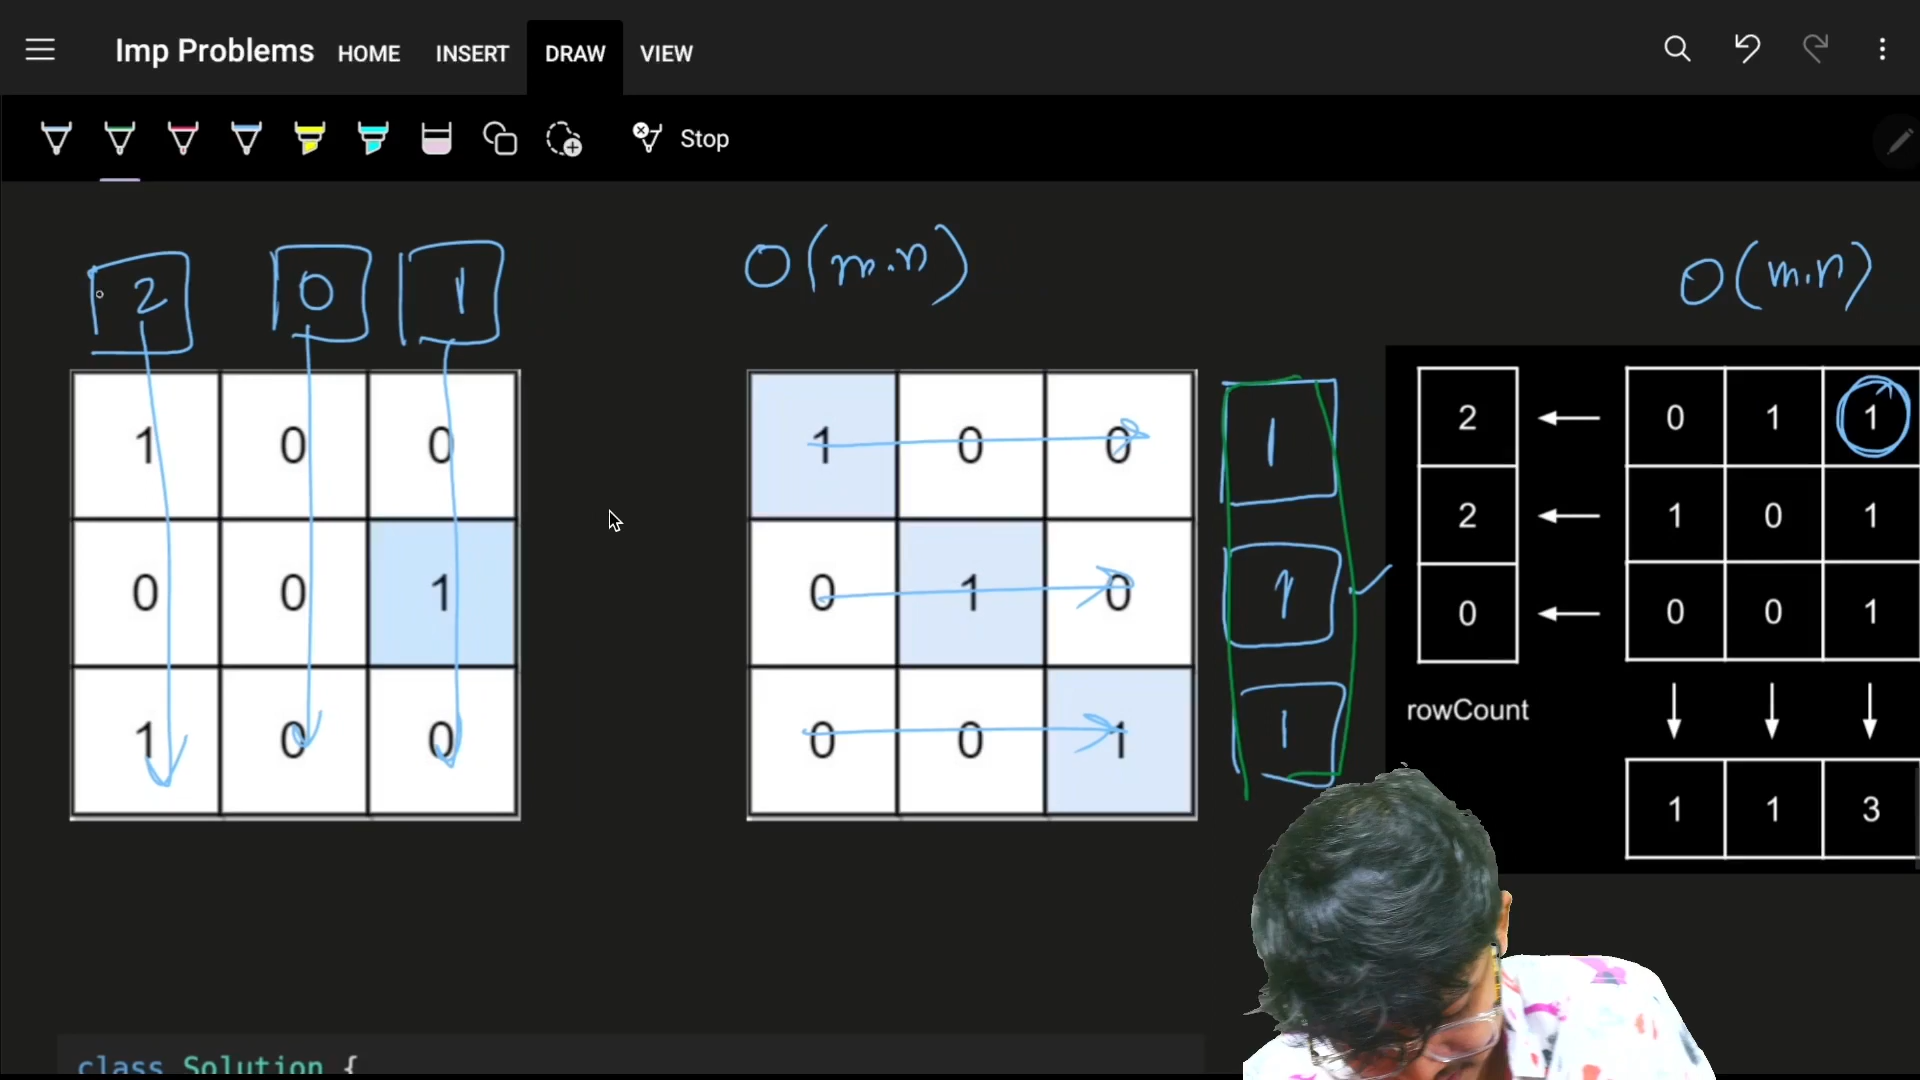 Imp Problems HOME INSERT DRAW VIEW
Stop
2 0 1
O(m.n)
O(m.n)
1 0 0
0 0 1
1 0 0
1 0 0 1
0 1 0 1
0 0 1 1
2 0 1 1
2 1 0 1
0 0 0 1
rowCount
1 1 3
class Solution {